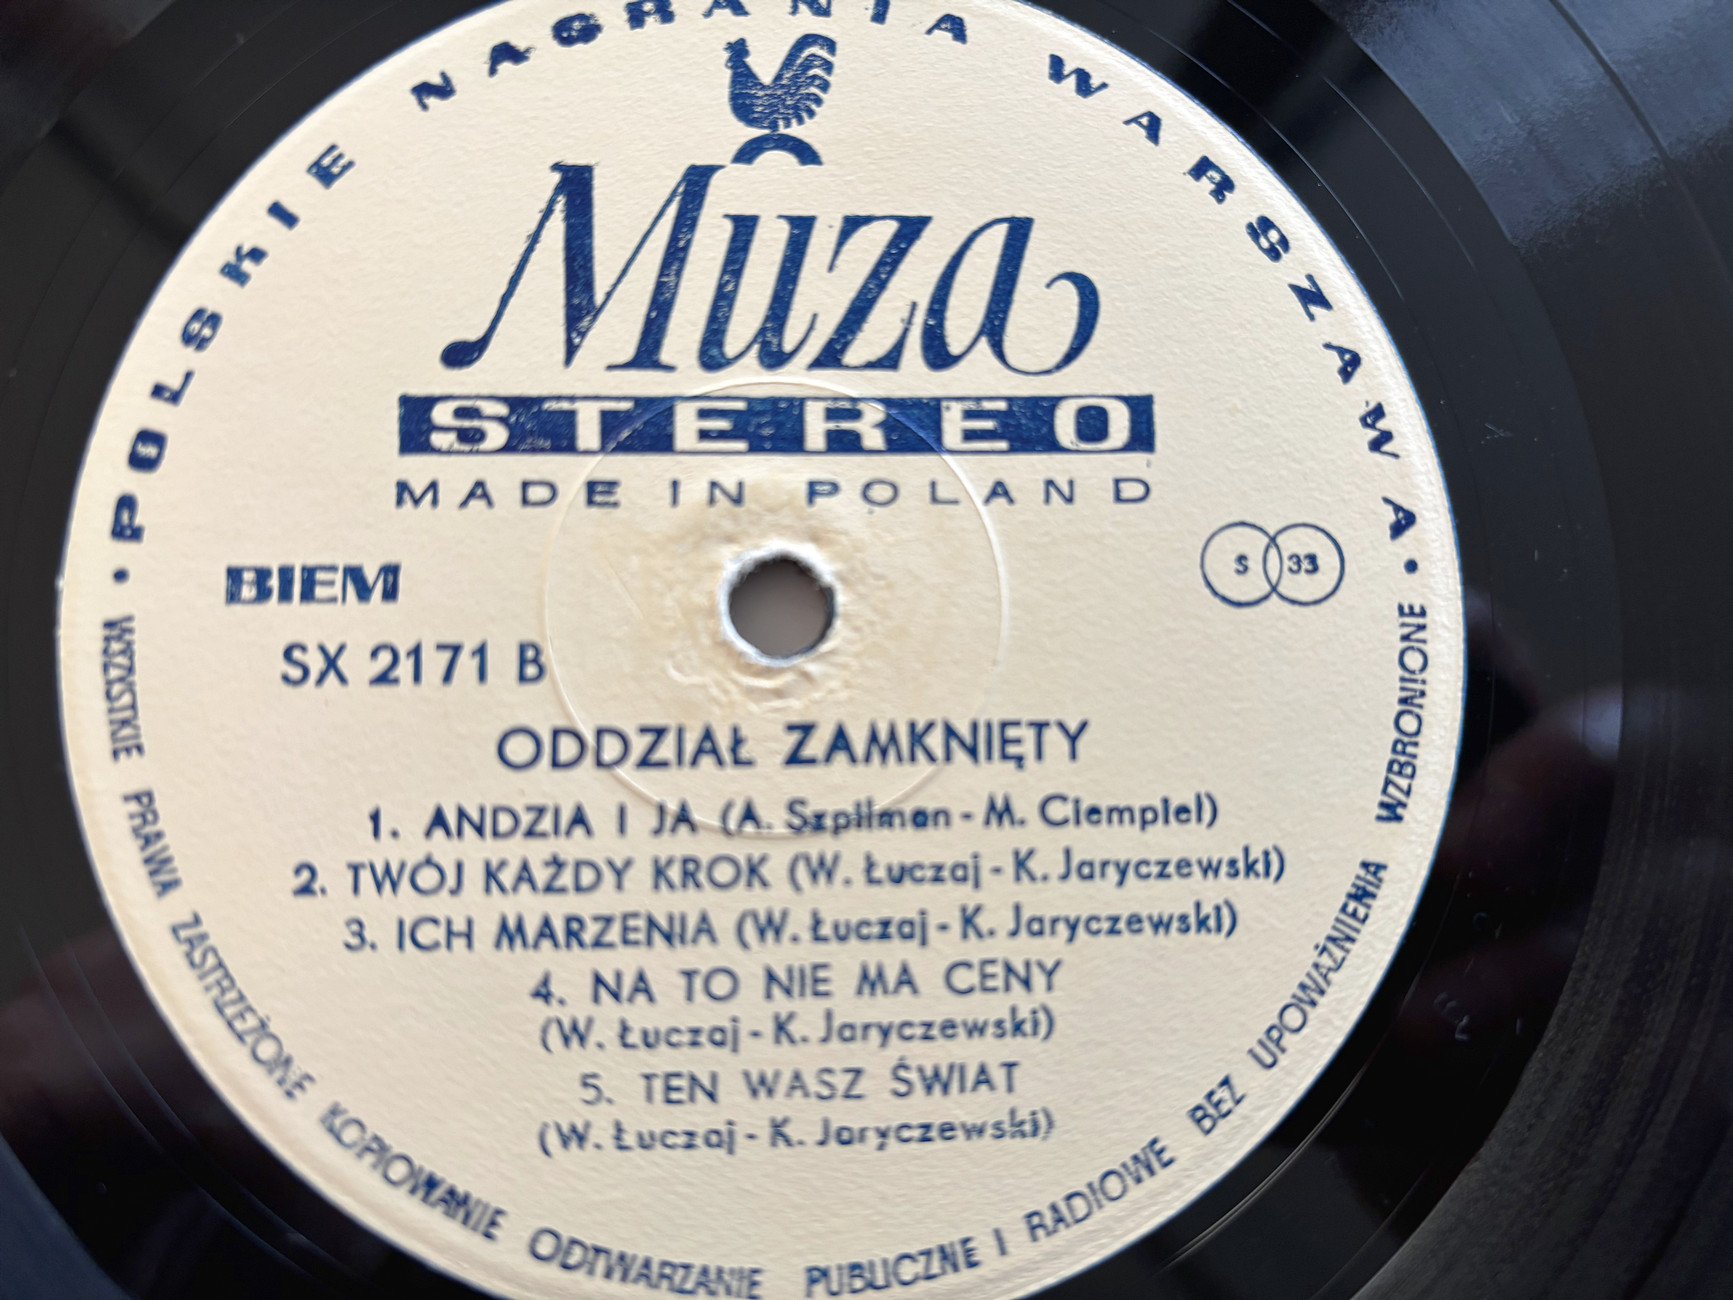 POLSKIE NAGRANIA WARSZAWA
Muza
STEREO
MADE IN POLAND
BIEM
S 33
SX 2171 B
ODDZIAŁ ZAMKNIĘTY
1. ANDZIA I JA (A. Szpilman - M. Ciempiel)
2. TWÓJ KAŻDY KROK (W. Łuczaj - K. Jaryczewski)
3. ICH MARZENIA (W. Łuczaj - K. Jaryczewski)
4. NA TO NIE MA CENY
(W. Łuczaj - K. Jaryczewski)
5. TEN WASZ ŚWIAT
(W. Łuczaj - K. Jaryczewski)
• WSZYSTKIE PRAWA ZASTRZEŻONE KOPIOWANIE ODTWARZANIE PUBLICZNE I RADIOWE BEZ UPOWAŻNIENIA WZBRONIONE •